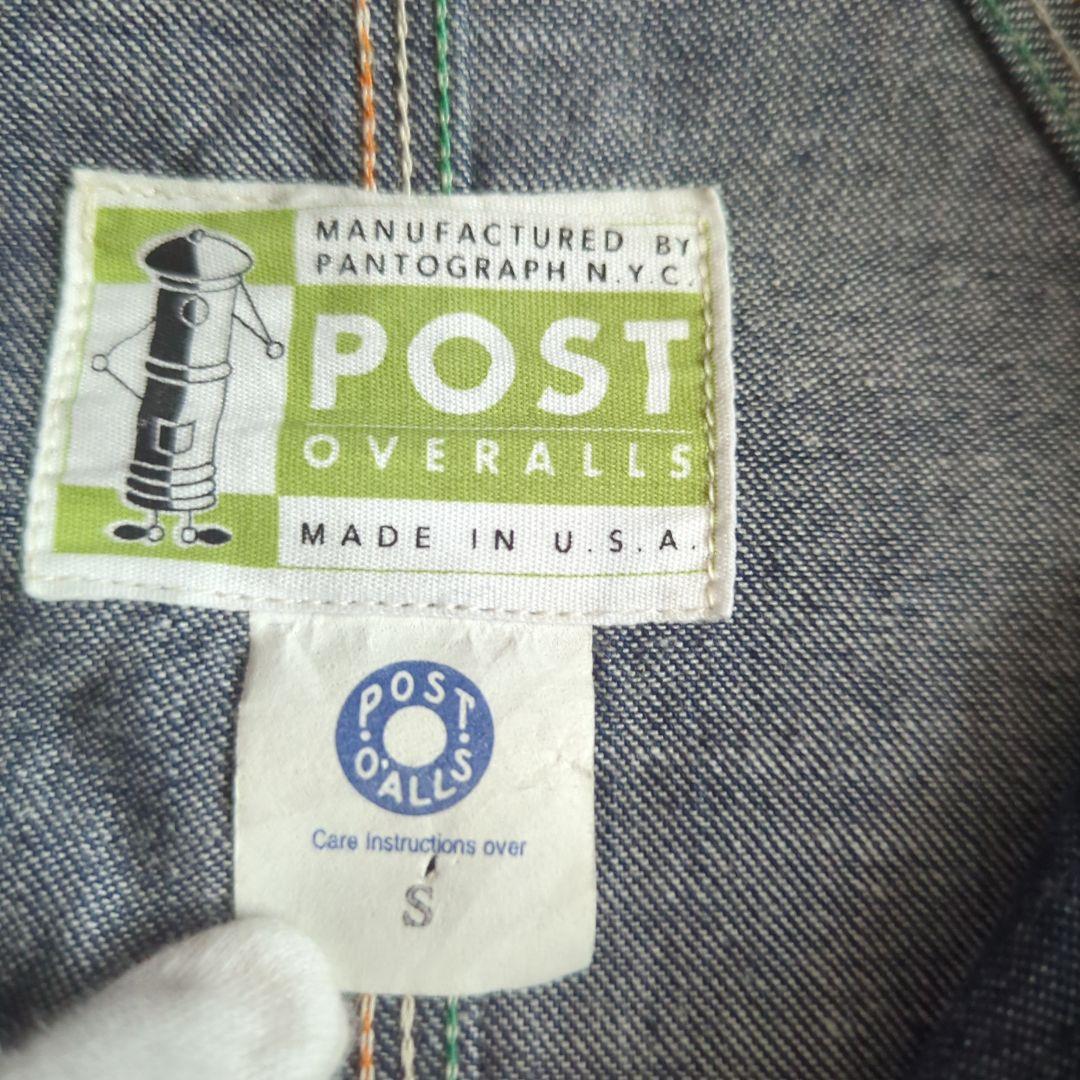 MANUFACTURED BY
PANTOGRAPH N.Y.C.
POST
OVERALLS
MADE IN U.S.A.
POST
O'ALLS
Care Instructions over
S